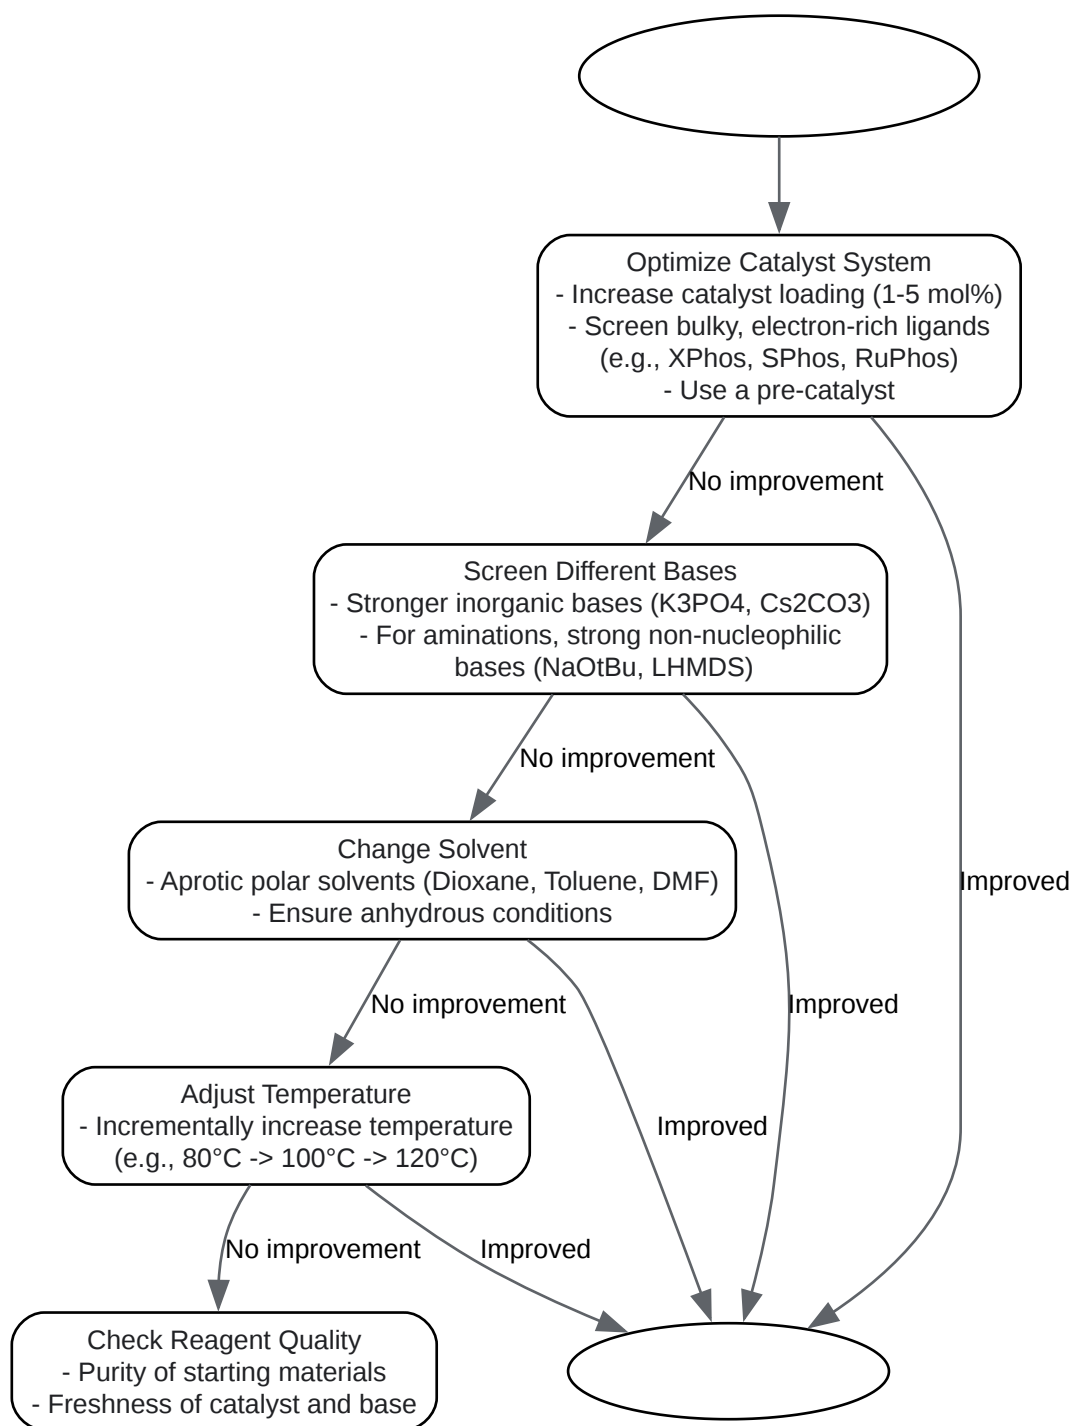 Optimize Catalyst System
- Increase catalyst loading (1-5 mol%)
- Screen bulky, electron-rich ligands
(e.g., XPhos, SPhos, RuPhos)
- Use a pre-catalyst
No improvement
Screen Different Bases
- Stronger inorganic bases (K3PO4, Cs2CO3)
- For aminations, strong non-nucleophilic
bases (NaOtBu, LHMDS)
No improvement
Change Solvent
- Aprotic polar solvents (Dioxane, Toluene, DMF)
- Ensure anhydrous conditions
Improved
No improvement
Improved
Adjust Temperature
- Incrementally increase temperature
(e.g., 80°C -> 100°C -> 120°C)
Improved
No improvement
Improved
Check Reagent Quality
- Purity of starting materials
- Freshness of catalyst and base